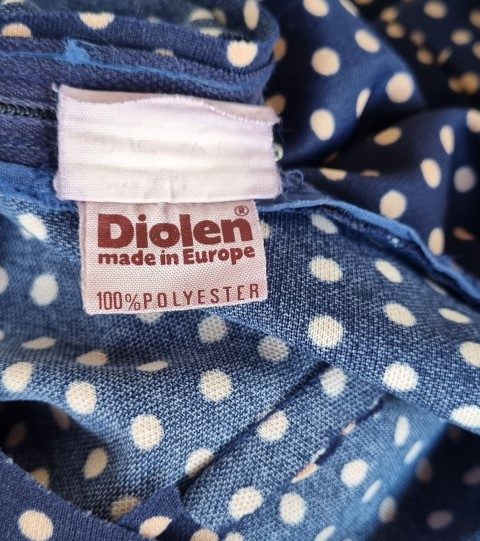 Diolen®
made in Europe
100% POLYESTER